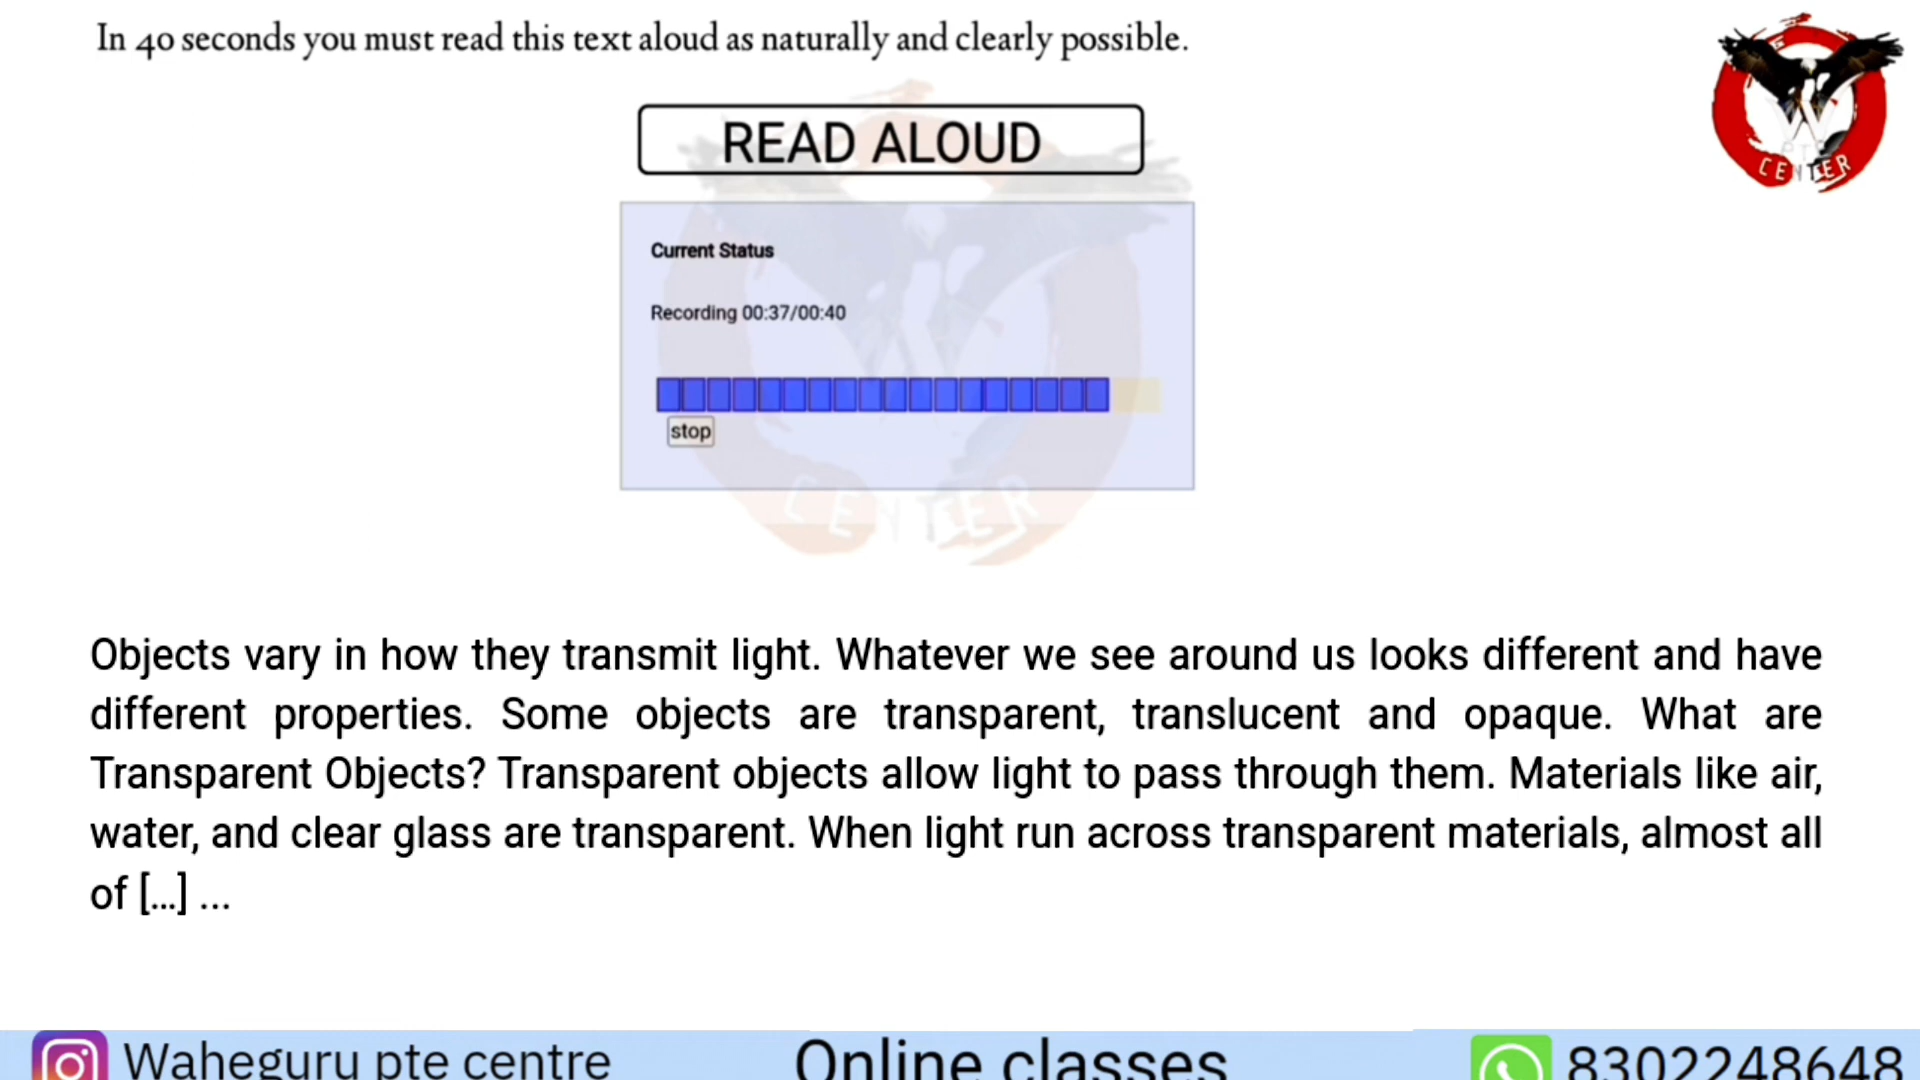 In 40 seconds you must read this text aloud as naturally and clearly possible.
READ ALOUD
W
PTE
CENTER
Current Status
Recording 00:37/00:40
stop
CENTER
Objects vary in how they transmit light. Whatever we see around us looks different and have
different properties. Some objects are transparent, translucent and opaque. What are
Transparent Objects? Transparent objects allow light to pass through them. Materials like air,
water, and clear glass are transparent. When light run across transparent materials, almost all
of [...] ...
Waheguru pte centre
Online classes
8302248648